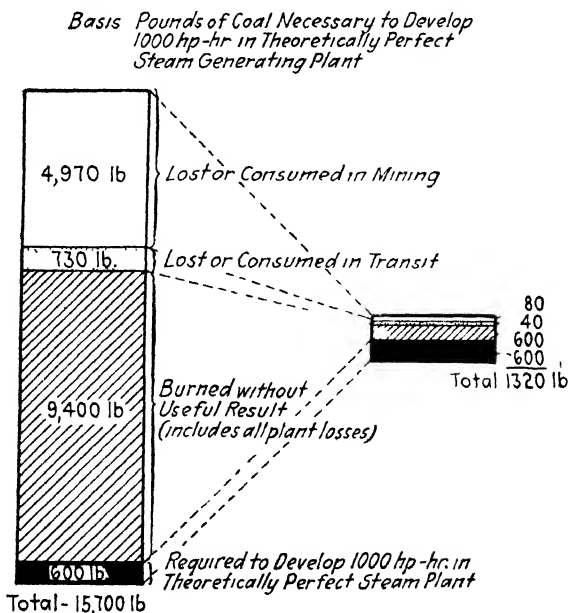 Basis Pounds of Coal Necessary to Develop
1000 hp-hr in Theoretically Perfect
Steam Generating Plant
4,970 lb
Lost or Consumed in Mining
730 lb.
Lost or Consumed in Transit
80
40
600
600
Total 1320 lb
9,400 lb
Burned without
Useful Result
(includes all plant losses)
600 lb.
Required to Develop 1000 hp-hr. in
Theoretically Perfect Steam Plant
Total - 15,700 lb